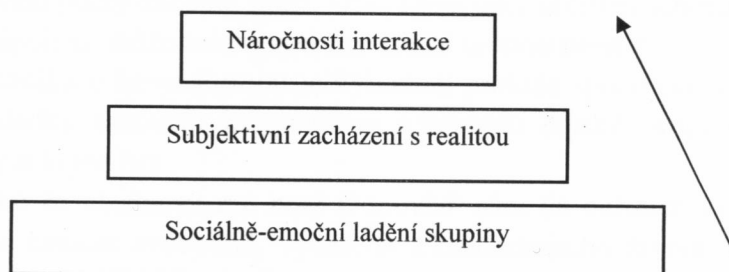 Náročnosti interakce
Subjektivní zacházení s realitou
Sociálně-emoční ladění skupiny